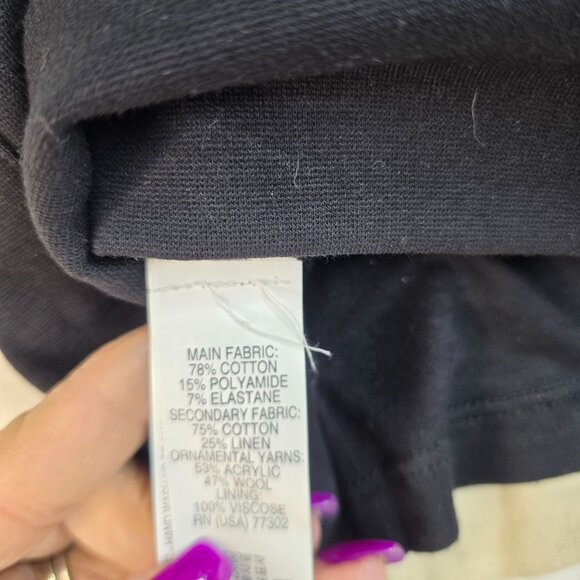 MAIN FABRIC:
78% COTTON
15% POLYAMIDE
7% ELASTANE
SECONDARY FABRIC:
75% COTTON
25% LINEN
ORNAMENTAL YARNS:
53% ACRYLIC
47% WOOL
LINING:
100% VISCOSE
RN (USA) 77302